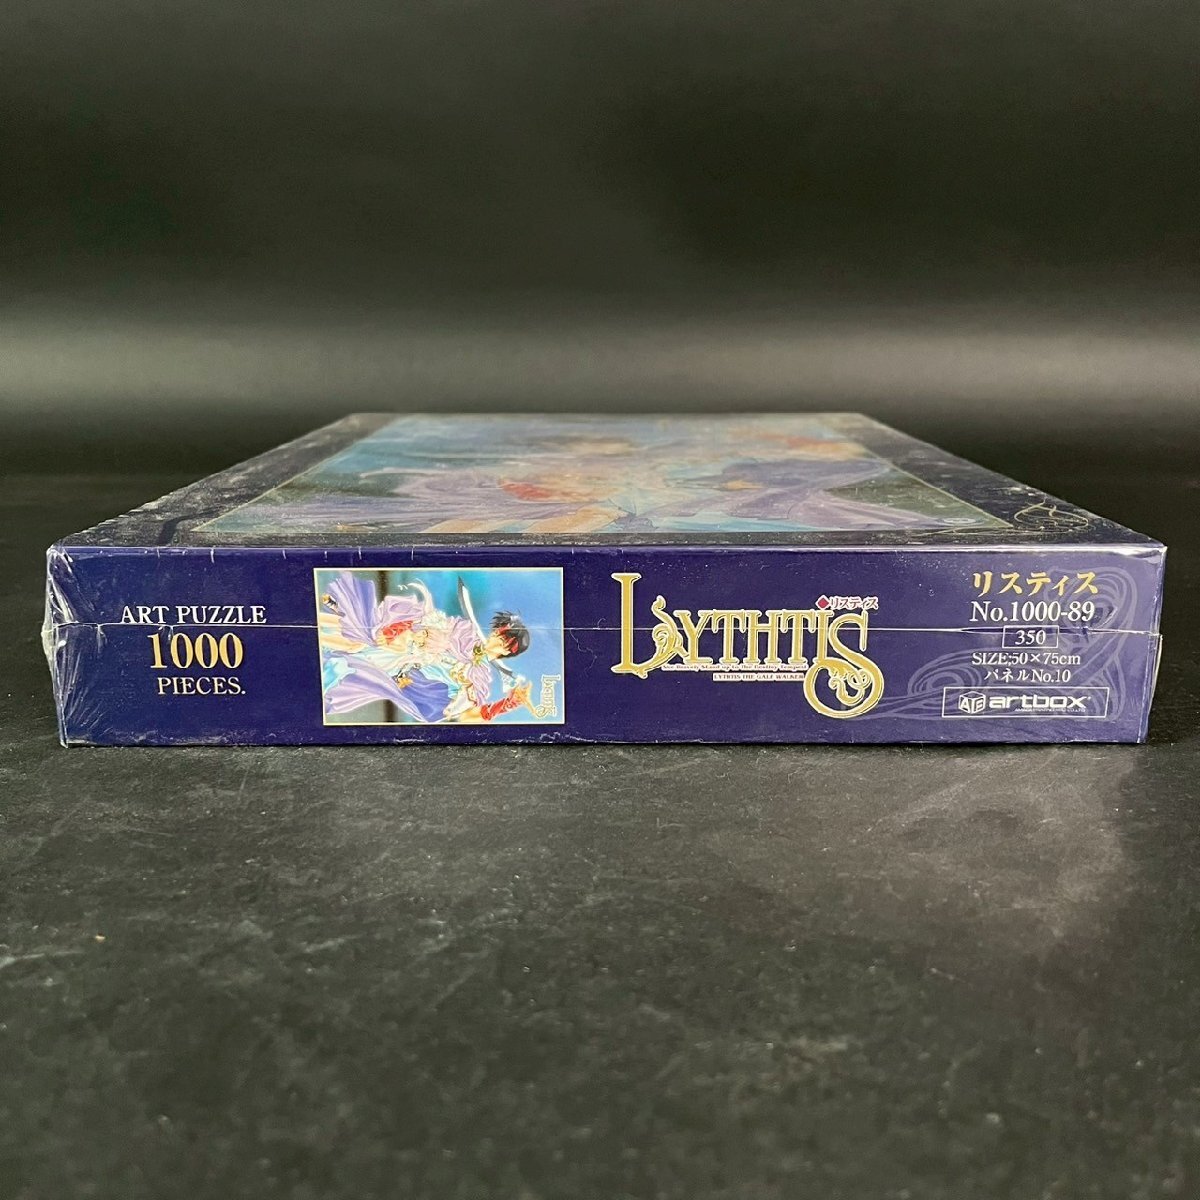 ART PUZZLE
1000
PIECES.
LYTHTIS
◆リスティス
LYTHTIS THE GALE WALKER
リスティス
No.1000-89
350
SIZE;50×75cm
パネルNo.10
ATB artbox